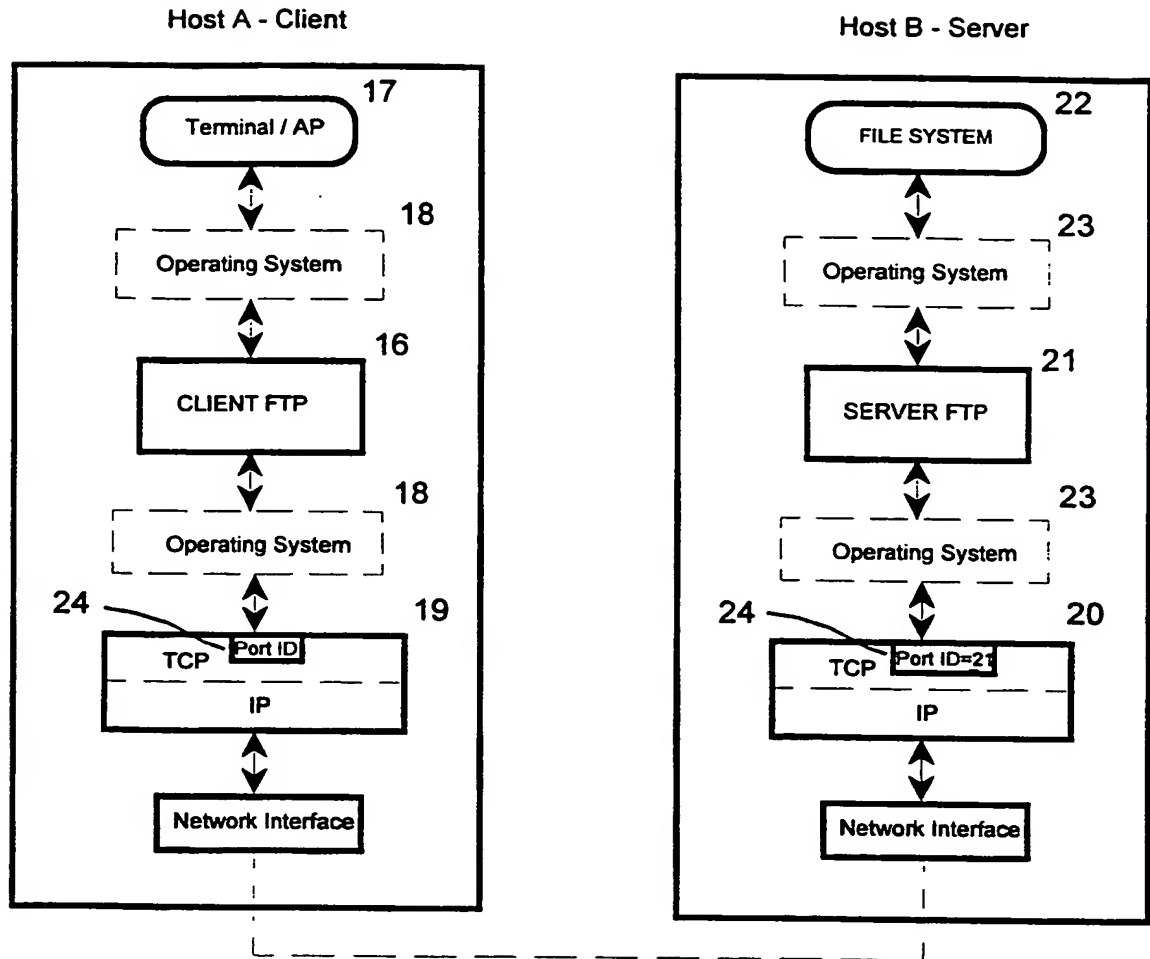 Host A - Client
17
Terminal / AP
18
Operating System
16
CLIENT FTP
18
Operating System
24
19
Port ID
TCP
IP
Network Interface
Host B - Server
22
FILE SYSTEM
23
Operating System
21
SERVER FTP
23
Operating System
24
20
Port ID=21
TCP
IP
Network Interface